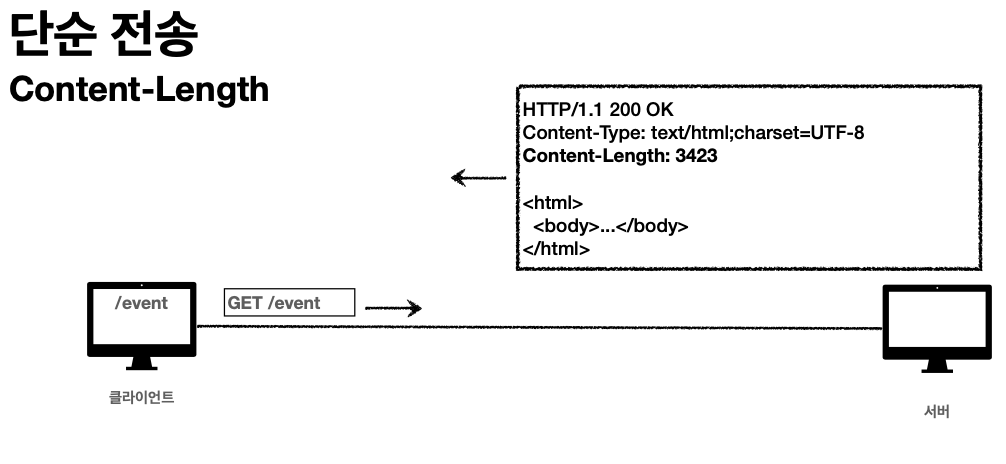 단순 전송
Content-Length
HTTP/1.1 200 OK
Content-Type: text/html;charset=UTF-8
Content-Length: 3423
<html>
<body>...</body>
</html>
/event
GET /event
클라이언트
서버